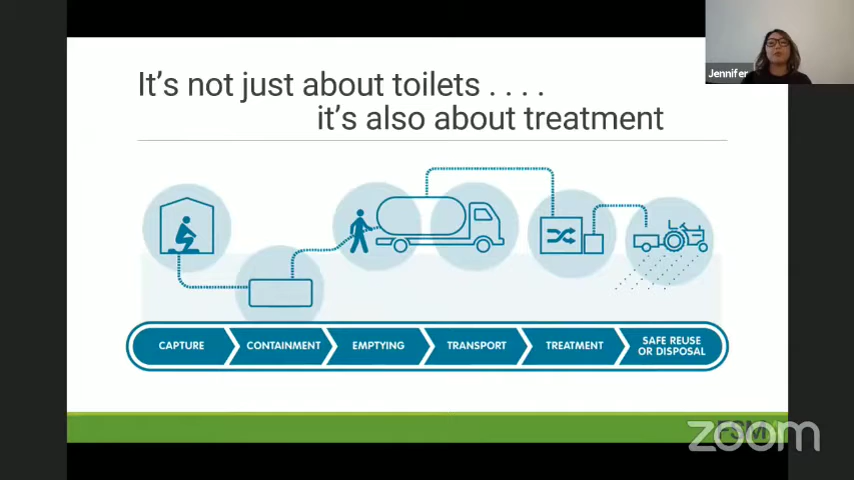 It's not just about toilets . . . .
it's also about treatment
Jennifer
CAPTURE
CONTAINMENT
EMPTYING
TRANSPORT
TREATMENT
SAFE REUSE
OR DISPOSAL
zoom